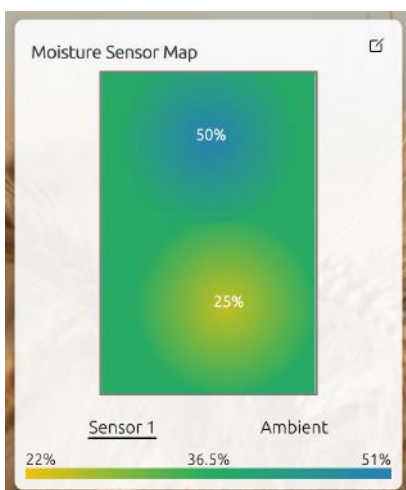 Moisture Sensor Map
50%
25%
Sensor 1 Ambient
22% 36.5% 51%